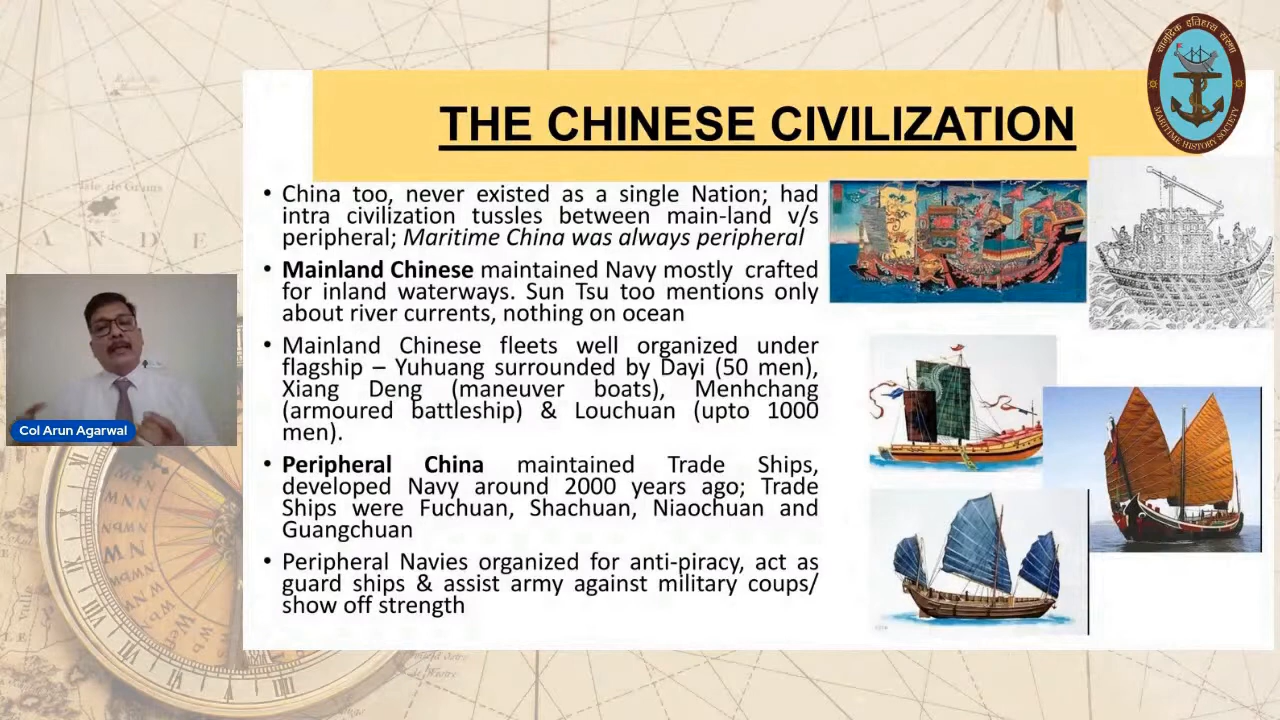 सामुद्रिक इतिहास संस्था
MARITIME HISTORY SOCIETY
THE CHINESE CIVILIZATION
• China too, never existed as a single Nation; had
intra civilization tussles between main-land v/s
peripheral; Maritime China was always peripheral
• Mainland Chinese maintained Navy mostly crafted
for inland waterways. Sun Tsu too mentions only
about river currents, nothing on ocean
• Mainland Chinese fleets well organized under
flagship – Yuhuang surrounded by Dayi (50 men),
Xiang Deng (maneuver boats), Menhchang
(armoured battleship) & Louchuan (upto 1000
men).
• Peripheral China maintained Trade Ships,
developed Navy around 2000 years ago; Trade
Ships were Fuchuan, Shachuan, Niaochuan and
Guangchuan
• Peripheral Navies organized for anti-piracy, act as
guard ships & assist army against military coups/
show off strength
Col Arun Agarwal
Isle de Grams
A N D E